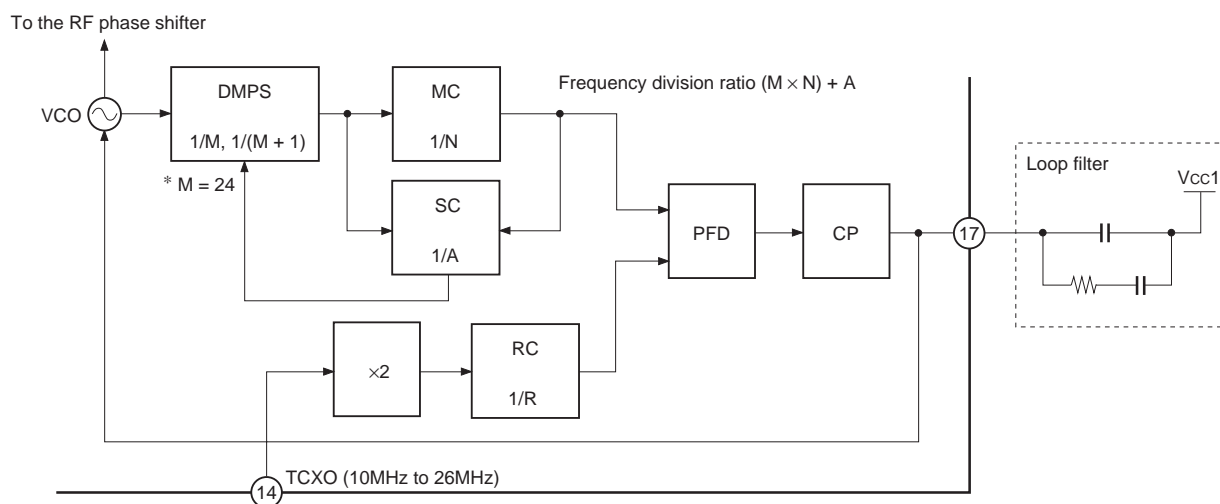 To the RF phase shifter
VCO
DMPS
1/M, 1/(M + 1)
* M = 24
MC
1/N
Frequency division ratio (M × N) + A
SC
1/A
PFD
CP
17
Loop filter
VCC1
×2
RC
1/R
14
TCXO (10MHz to 26MHz)